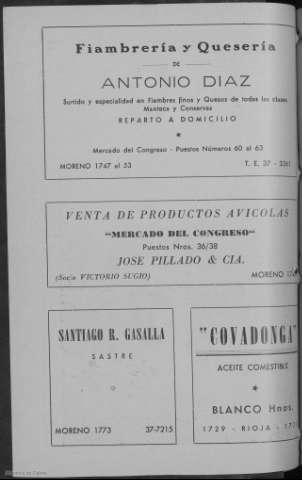 Fiambrería y Quesería
DE
ANTONIO DIAZ
Surtido y especialidad en Fiambres finos y Quesos de todas las clases
Manteca y Conservas
REPARTO A DOMICILIO
*
Mercado del Congreso - Puestos Números 60 al 63
MORENO 1747 al 53 T. E. 37 -
VENTA DE PRODUCTOS AVICOLAS
"MERCADO DEL CONGRESO"
Puestos Nros. 36/38
JOSE PILLADO & CIA.
(Socio VICTORIO SUGIO) MORENO
SANTIAGO R. GASALLA
SASTRE
MORENO 1773 37-7215
"COVADONGA"
ACEITE COMESTIBLE
*
BLANCO Hnos.
1729 - RIOJA -